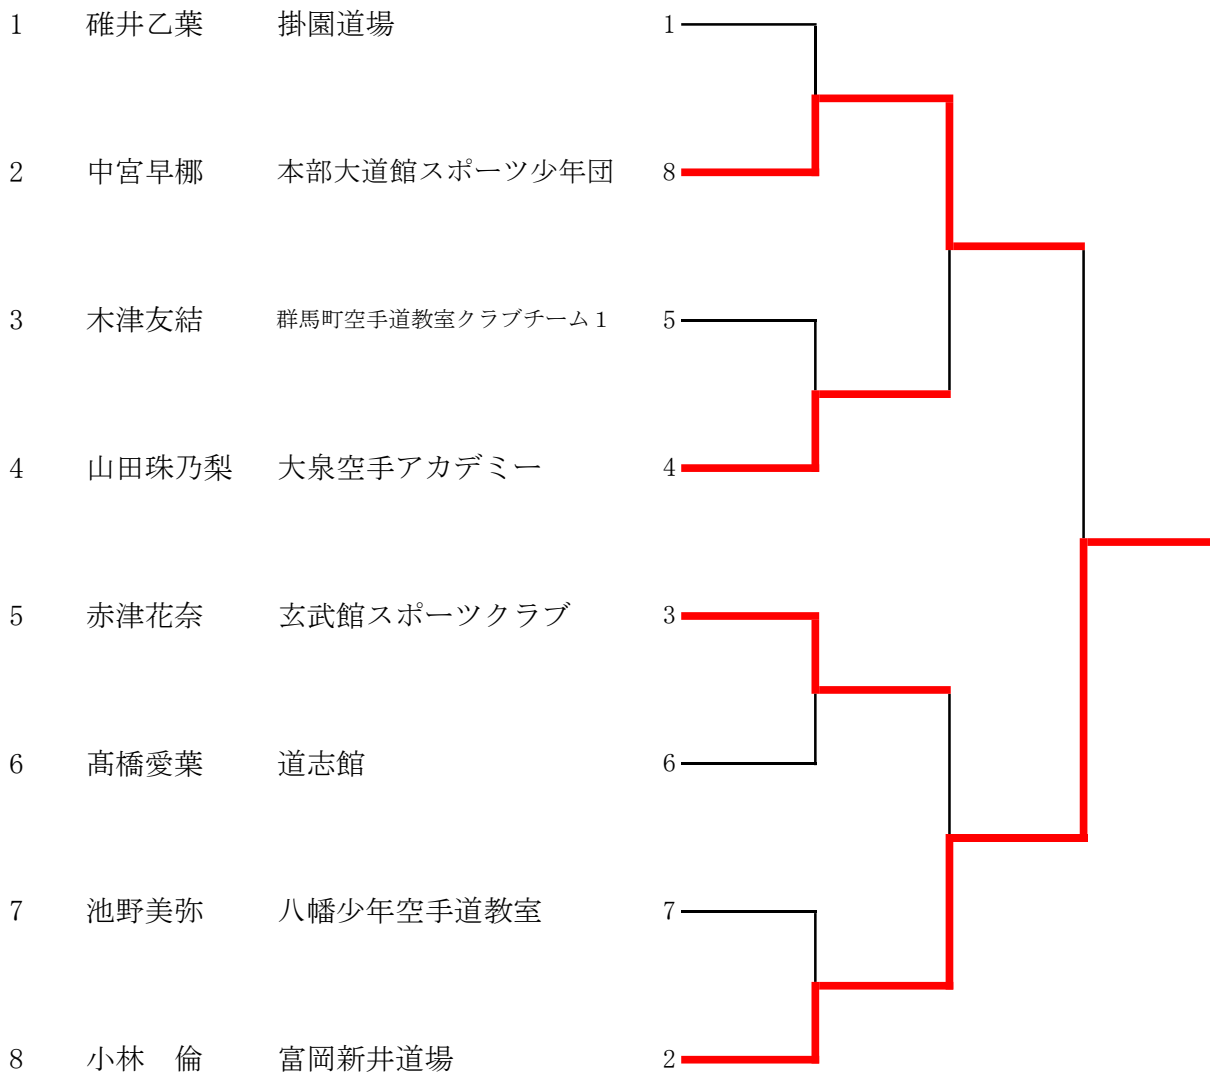 1 碓井乙葉 掛園道場 1
2 中宮早梛 本部大道館スポーツ少年団 8
3 木津友結 群馬町空手道教室クラブチーム1 5
4 山田珠乃梨 大泉空手アカデミー 4
5 赤津花奈 玄武館スポーツクラブ 3
6 髙橋愛葉 道志館 6
7 池野美弥 八幡少年空手道教室 7
8 小林 倫 富岡新井道場 2